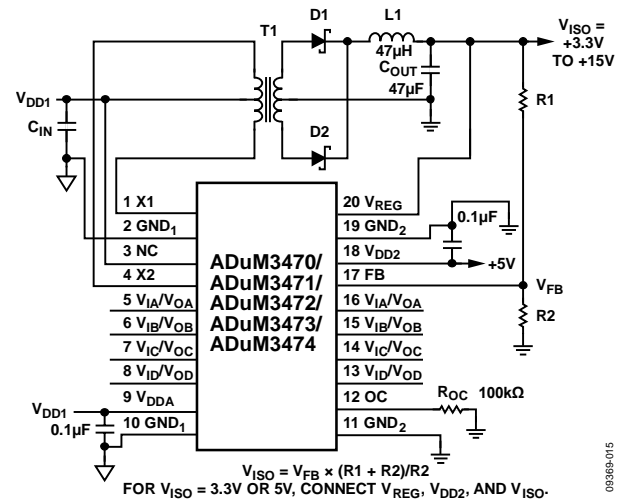 T1
D1
L1
47µH
V_ISO =
+3.3V
TO +15V
C_OUT
47µF
R1
V_DD1
C_IN
D2
1 X1
2 GND₁
3 NC
4 X2
5 V_IA/V_OA
6 V_IB/V_OB
7 V_IC/V_OC
8 V_ID/V_OD
9 V_DDA
10 GND₁
ADuM3470/
ADuM3471/
ADuM3472/
ADuM3473/
ADuM3474
20 V_REG
19 GND₂
18 V_DD2
17 FB
16 V_IA/V_OA
15 V_IB/V_OB
14 V_IC/V_OC
13 V_ID/V_OD
12 OC
11 GND₂
0.1µF
+5V
V_FB
R2
R_OC 100kΩ
V_DD1
0.1µF
V_ISO = V_FB × (R1 + R2)/R2
FOR V_ISO = 3.3V OR 5V, CONNECT V_REG, V_DD2, AND V_ISO.
09369-015